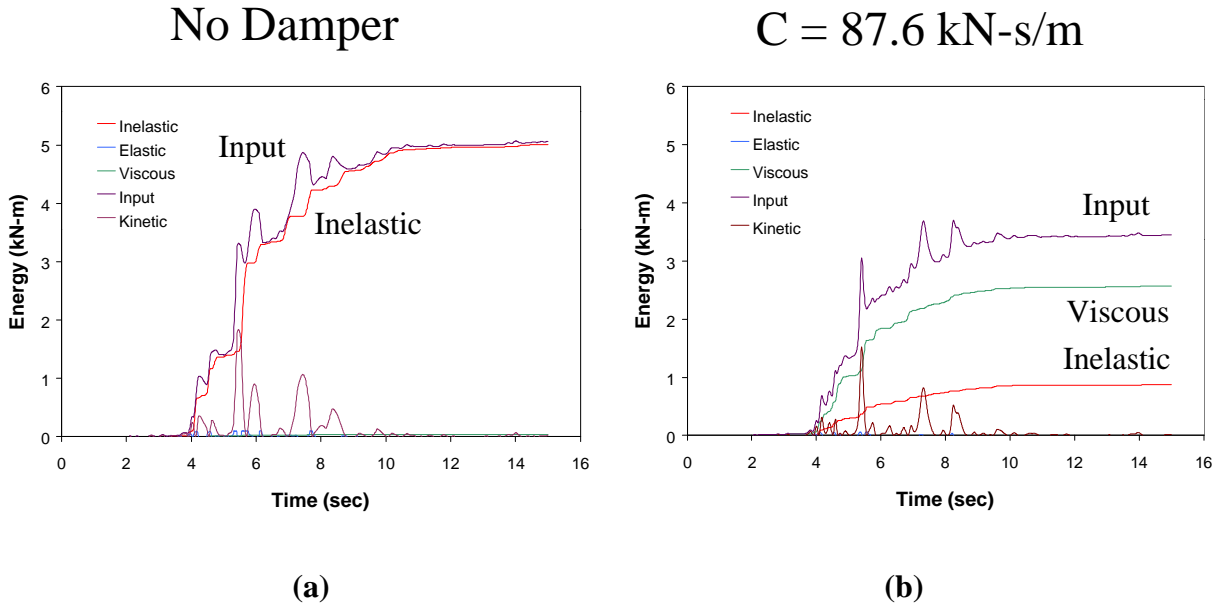 No Damper
C = 87.6 kN-s/m
6
5
4
3
2
1
0
Energy (kN-m)
Inelastic
Elastic
Viscous
Input
Kinetic
Input
Inelastic
0 2 4 6 8 10 12 14 16
Time (sec)
(a)
6
5
4
3
2
1
0
Energy (kN-m)
Inelastic
Elastic
Viscous
Input
Kinetic
Input
Viscous
Inelastic
0 2 4 6 8 10 12 14 16
Time (sec)
(b)